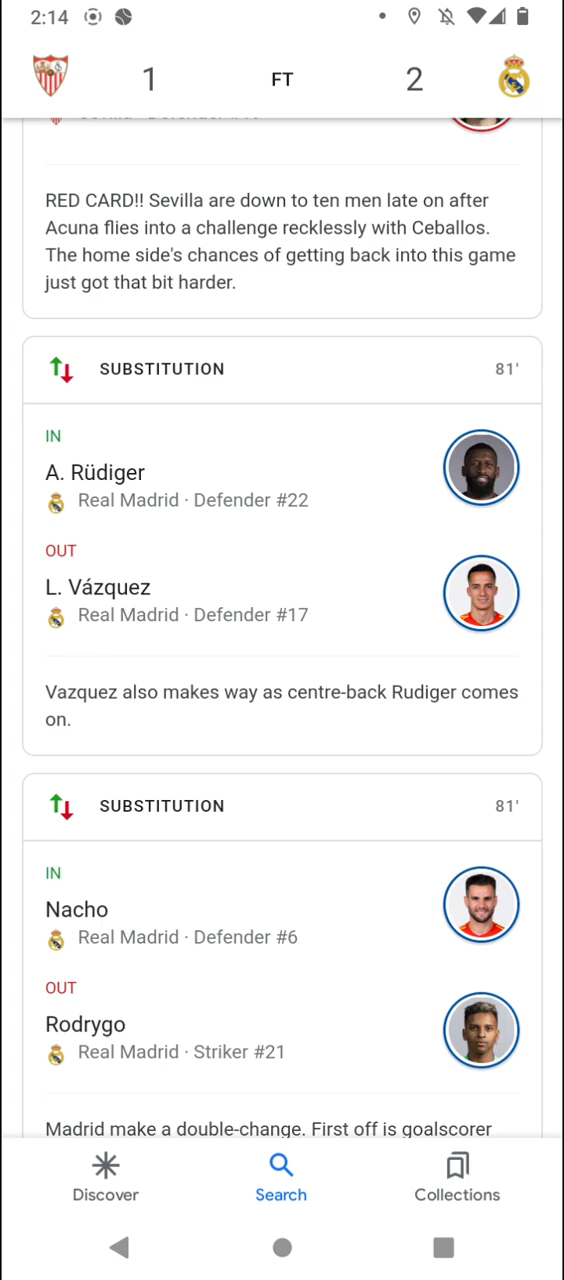 2:14
1 FT 2
RED CARD!! Sevilla are down to ten men late on after
Acuna flies into a challenge recklessly with Ceballos.
The home side's chances of getting back into this game
just got that bit harder.
SUBSTITUTION 81'
IN
A. Rüdiger
Real Madrid · Defender #22
OUT
L. Vázquez
Real Madrid · Defender #17
Vazquez also makes way as centre-back Rudiger comes
on.
SUBSTITUTION 81'
IN
Nacho
Real Madrid · Defender #6
OUT
Rodrygo
Real Madrid · Striker #21
Madrid make a double-change. First off is goalscorer
Discover Search Collections